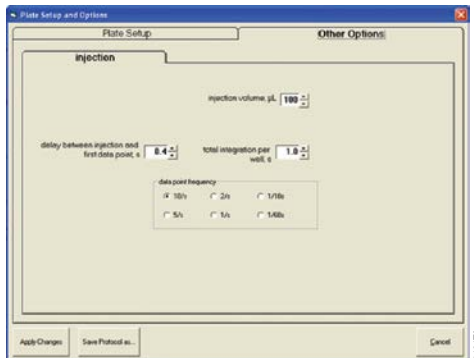 Plate Setup and Options
Plate Setup
Other Options
injection
injection volume, µL 100
delay between injection and
first data point, s 0.4
total integration per
well, s 1.0
data point frequency
10/s 2/s 1/10s
5/s 1/s 1/60s
Apply Changes
Save Protocol as...
Cancel